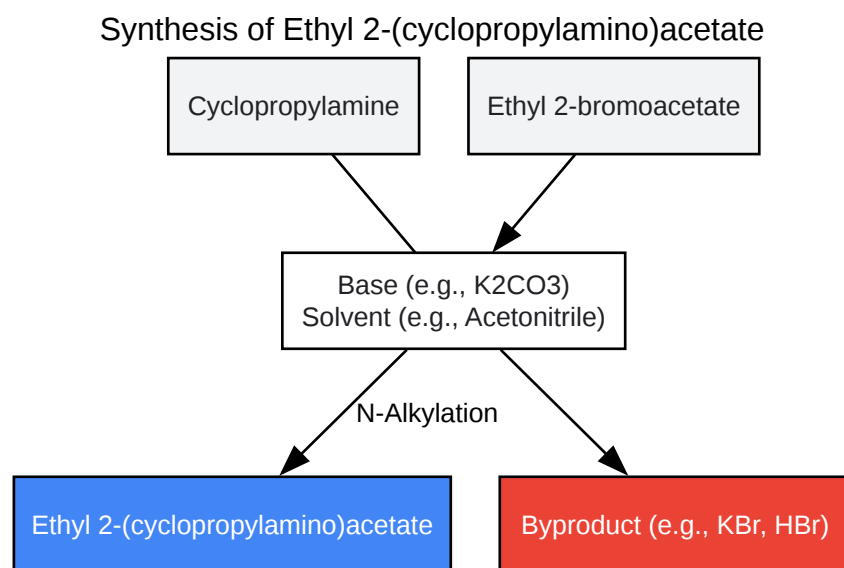 Synthesis of Ethyl 2-(cyclopropylamino)acetate
Cyclopropylamine
Ethyl 2-bromoacetate
Base (e.g., K2CO3)
Solvent (e.g., Acetonitrile)
N-Alkylation
Ethyl 2-(cyclopropylamino)acetate
Byproduct (e.g., KBr, HBr)